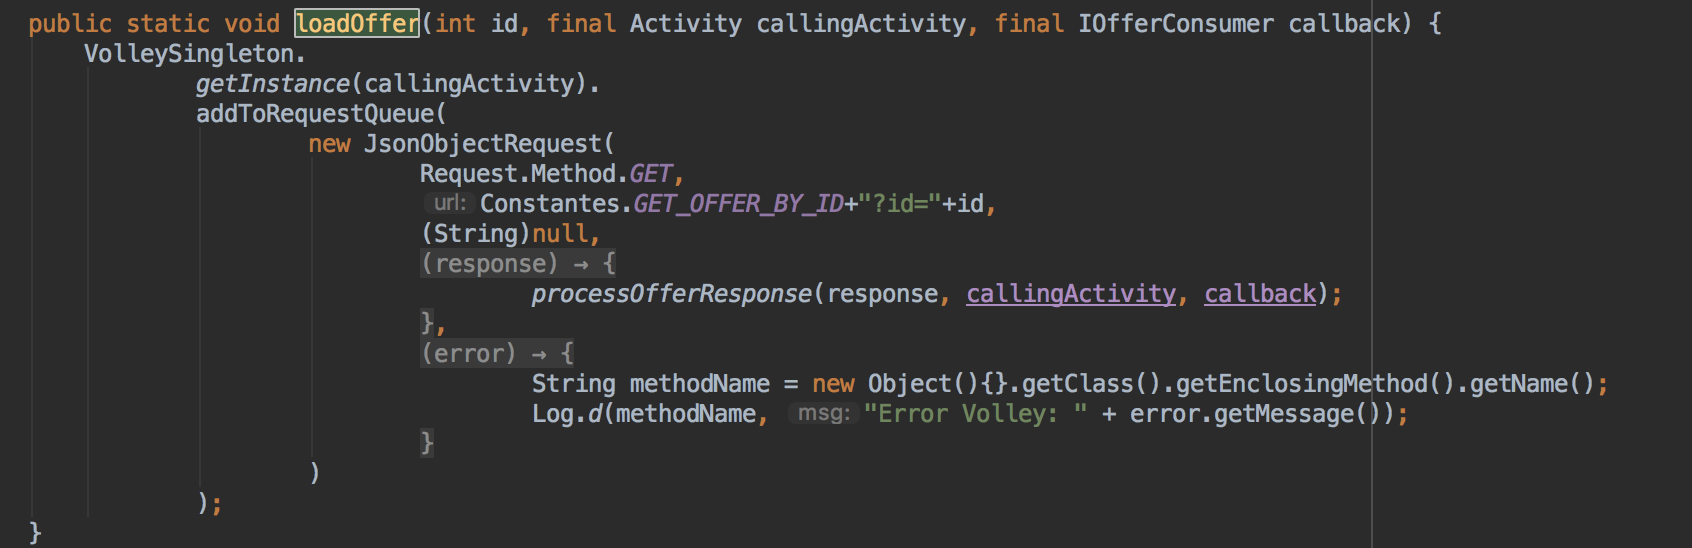 public static void loadOffer(int id, final Activity callingActivity, final IOfferConsumer callback) {
VolleySingleton.
getInstance(callingActivity).
addToRequestQueue(
new JsonObjectRequest(
Request.Method.GET,
url: Constantes.GET_OFFER_BY_ID+"?id="+id,
(String)null,
(response) → {
processOfferResponse(response, callingActivity, callback);
},
(error) → {
String methodName = new Object(){}.getClass().getEnclosingMethod().getName();
Log.d(methodName, msg: "Error Volley: " + error.getMessage());
}
)
);
}